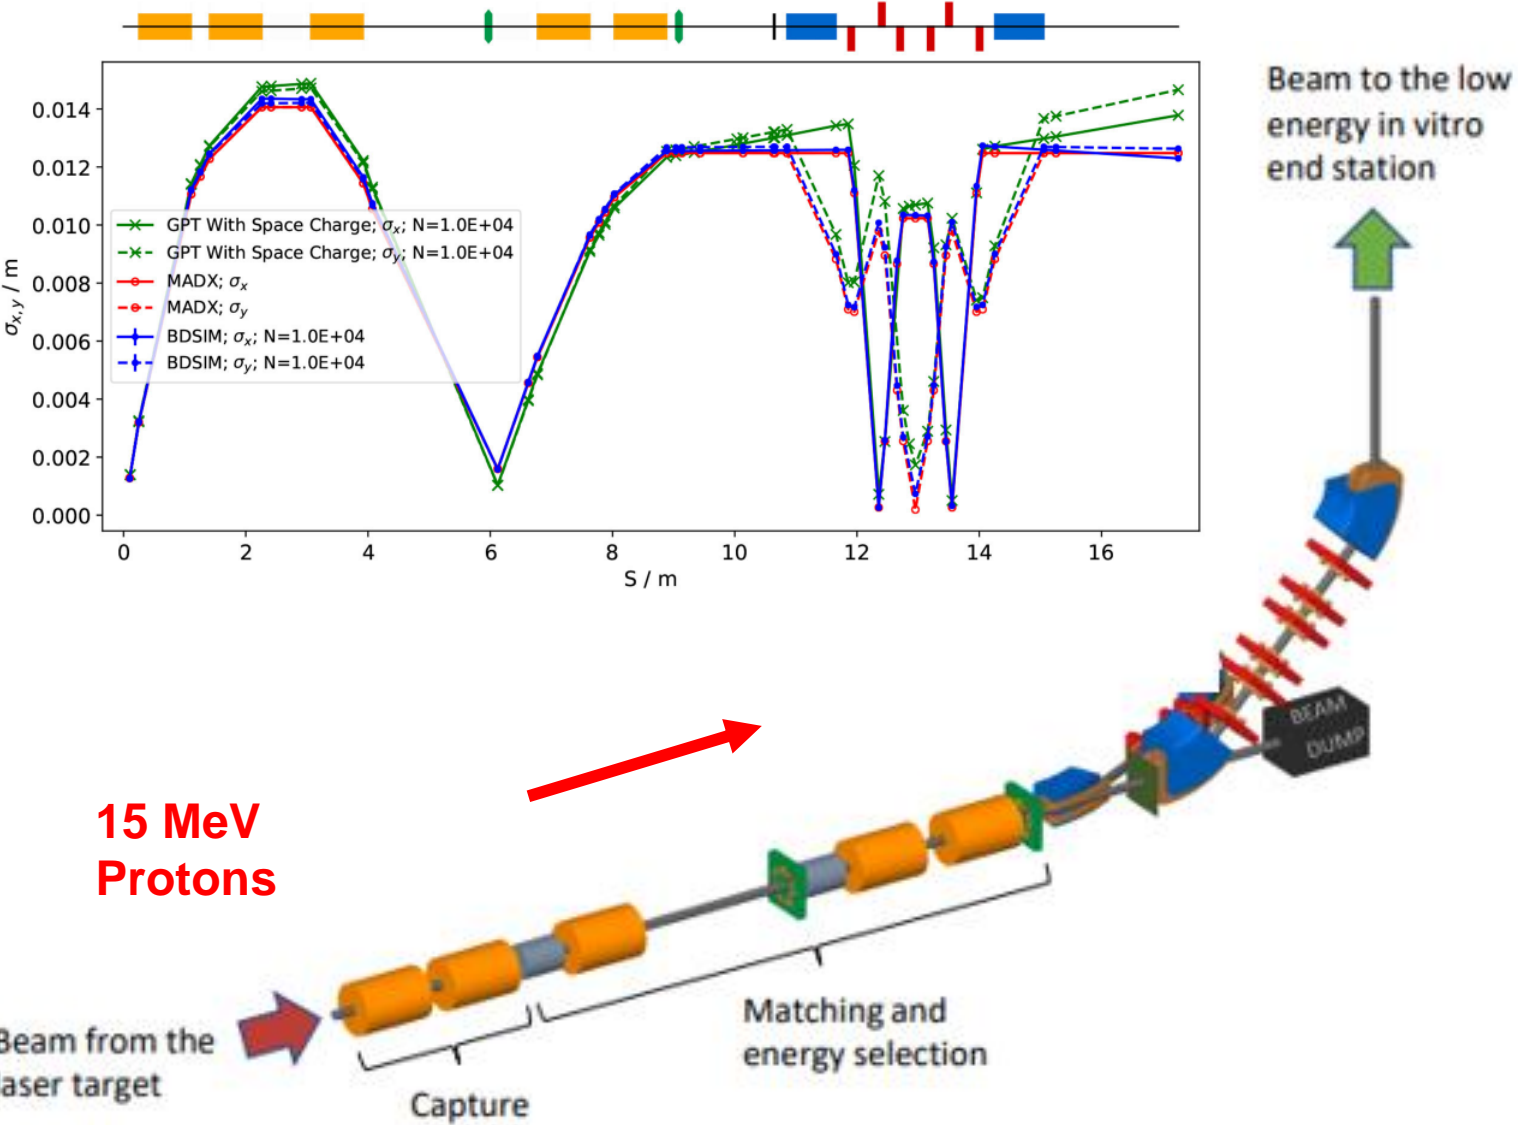 0.014
0.012
0.010
0.008
0.006
0.004
0.002
0.000
σx,y / m
GPT With Space Charge; σx; N=1.0E+04
GPT With Space Charge; σy; N=1.0E+04
MADX; σx
MADX; σy
BDSIM; σx; N=1.0E+04
BDSIM; σy; N=1.0E+04
0 2 4 6 8 10 12 14 16
S / m
Beam to the low
energy in vitro
end station
BEAM
DUMP
15 MeV
Protons
Matching and
energy selection
Beam from the
laser target
Capture